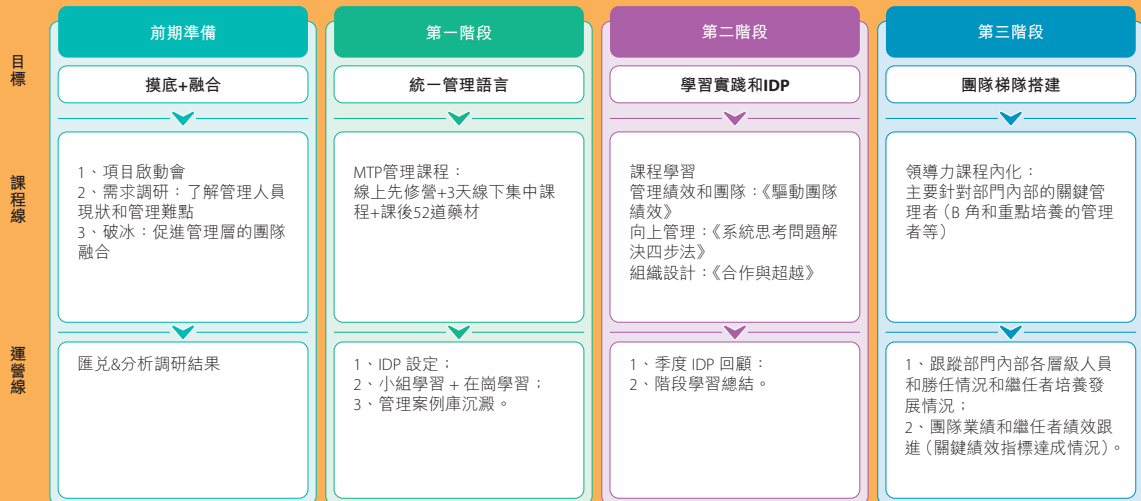 前期準備
第一階段
第二階段
第三階段
目標
摸底+融合
統一管理語言
學習實踐和IDP
團隊梯隊搭建
課程線
1、項目啟動會
2、需求調研：了解管理人員
現狀和管理難點
3、破冰：促進管理層的團隊
融合
MTP管理課程：
線上先修營+3天線下集中課
程+課後52道藥材
課程學習
管理績效和團隊：《驅動團隊
績效》
向上管理：《系統思考問題解
決四步法》
組織設計：《合作與超越》
領導力課程內化：
主要針對部門內部的關鍵管
理者（B 角和重點培養的管理
者等）
運營線
匯兑&分析調研結果
1、IDP 設定；
2、小組學習 + 在崗學習；
3、管理案例庫沉澱。
1、季度 IDP 回顧：
2、階段學習總結。
1、跟蹤部門內部各層級人員
和勝任情況和繼任者培養發
展情況；
2、團隊業績和繼任者績效跟
進（關鍵績效指標達成情況）。